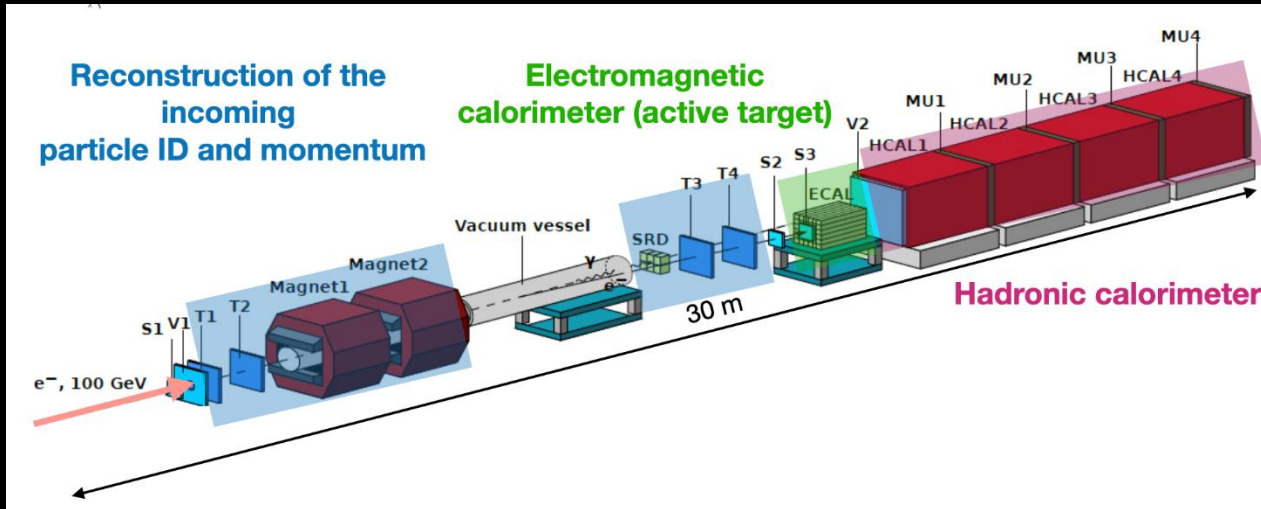 Reconstruction of the
incoming
particle ID and momentum
Electromagnetic
calorimeter (active target)
Hadronic calorimeter
e⁻, 100 GeV
S1
V1
T1
T2
Magnet1
Magnet2
Vacuum vessel
γ
e⁻
SRD
T3
T4
S2
S3
ECAL
V2
HCAL1
MU1
HCAL2
MU2
HCAL3
MU3
HCAL4
MU4
30 m